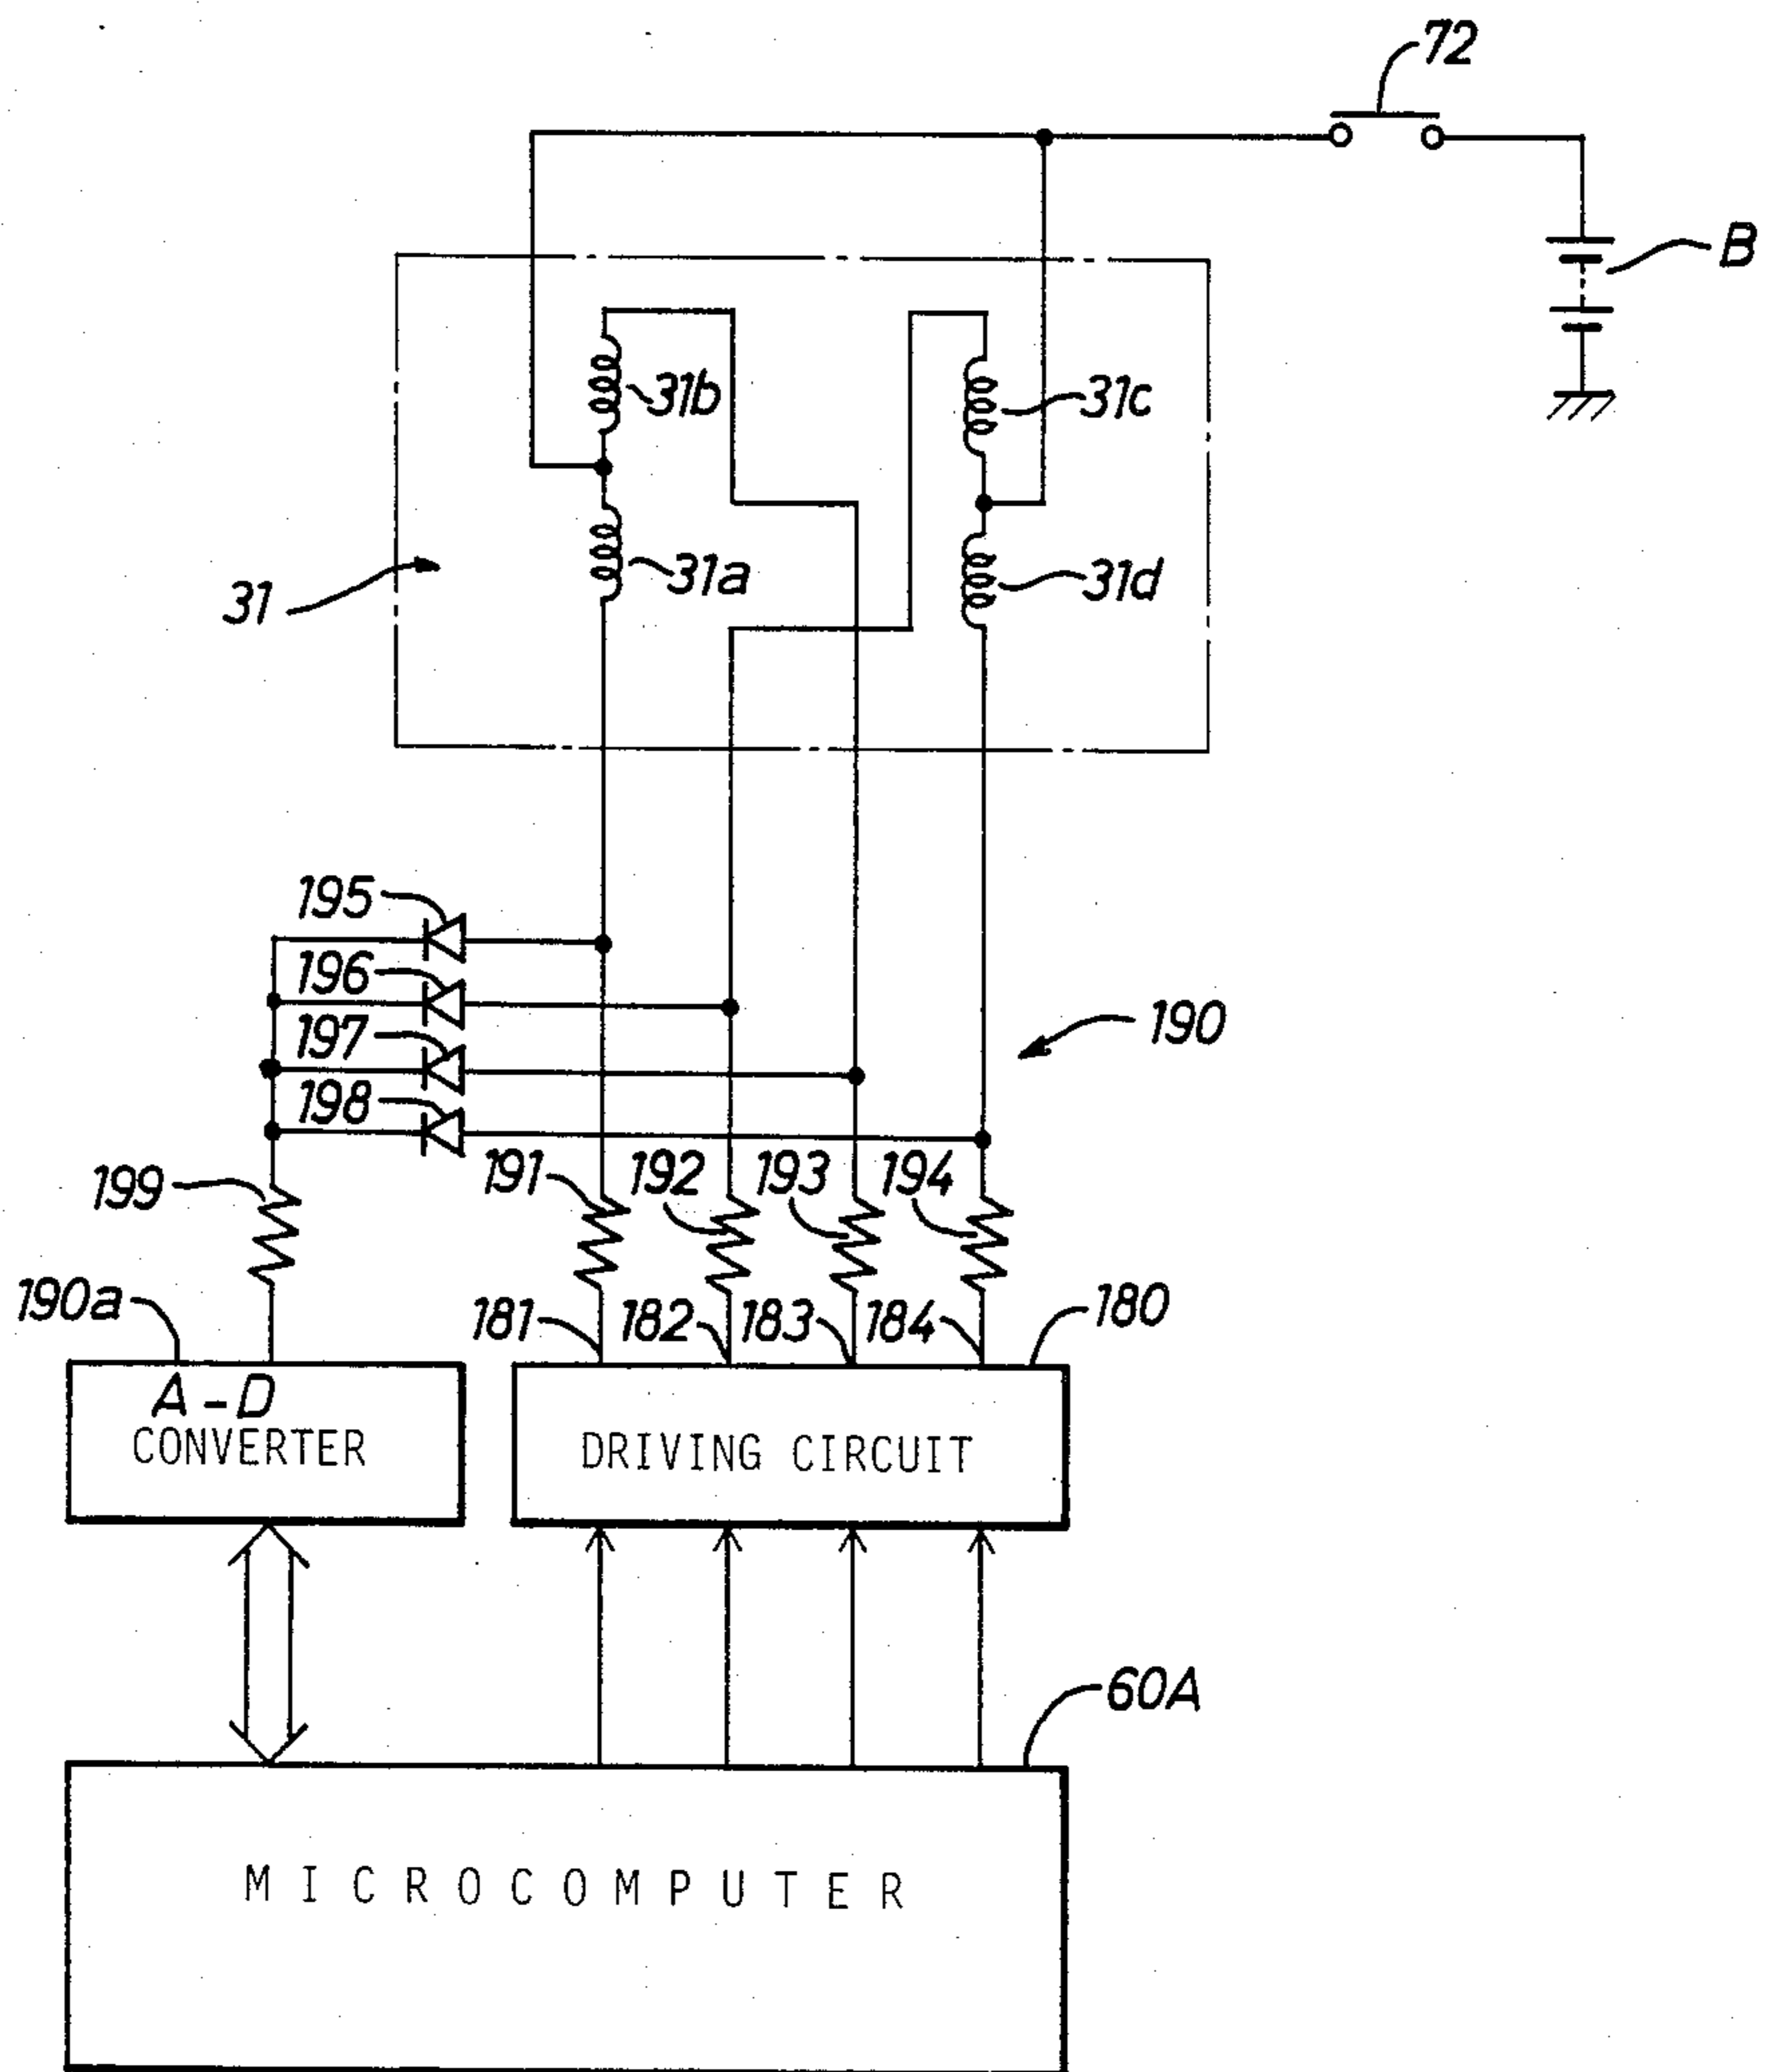 72
B
31b
31c
31a
31d
31
195
196
197
190
198
199
191
192
193
194
190a
181
182
183
184
180
A-D
CONVERTER
DRIVING CIRCUIT
60A
MICROCOMPUTER